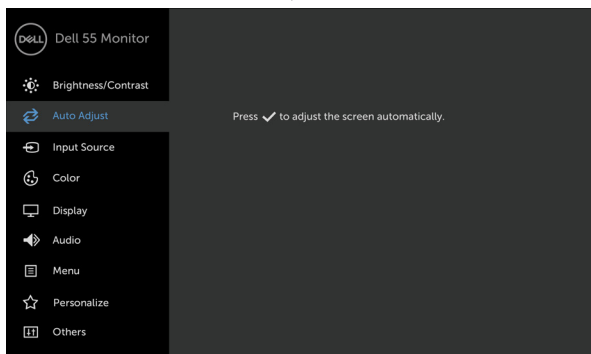 DELL
Dell 55 Monitor
Brightness/Contrast
Auto Adjust
Press ✓ to adjust the screen automatically.
Input Source
Color
Display
Audio
Menu
Personalize
Others